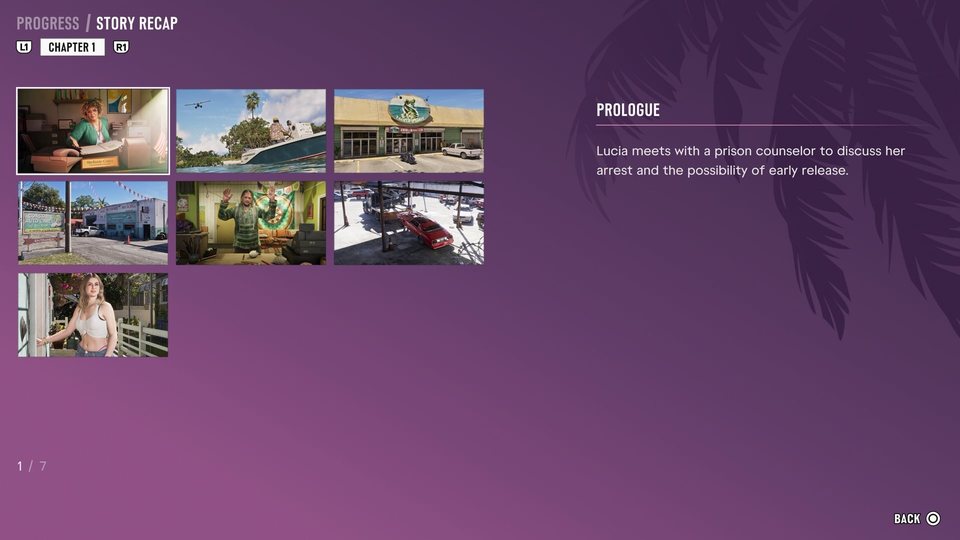 PROGRESS / STORY RECAP
L1 CHAPTER 1 R1
PROLOGUE
Lucia meets with a prison counselor to discuss her
arrest and the possibility of early release.
1 / 7
BACK